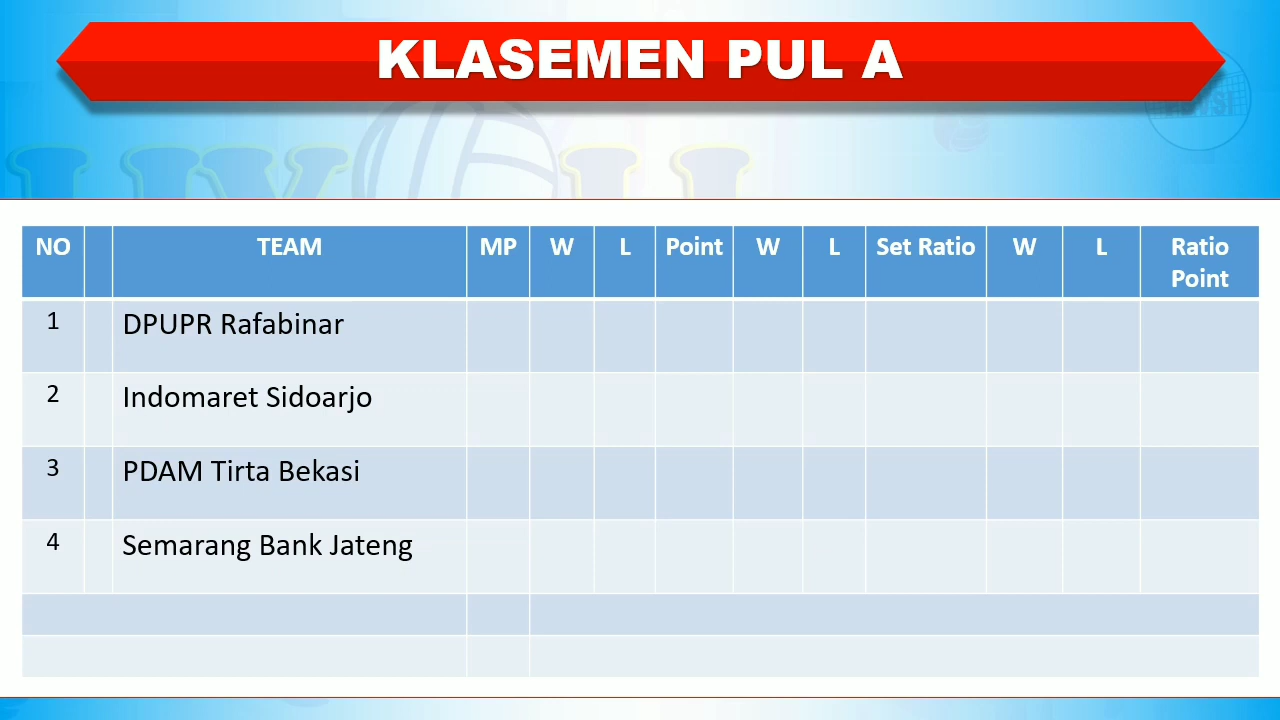 KLASEMEN PUL A
NO TEAM MP W L Point W L Set Ratio W L Ratio Point
1 DPUPR Rafabinar
2 Indomaret Sidoarjo
3 PDAM Tirta Bekasi
4 Semarang Bank Jateng